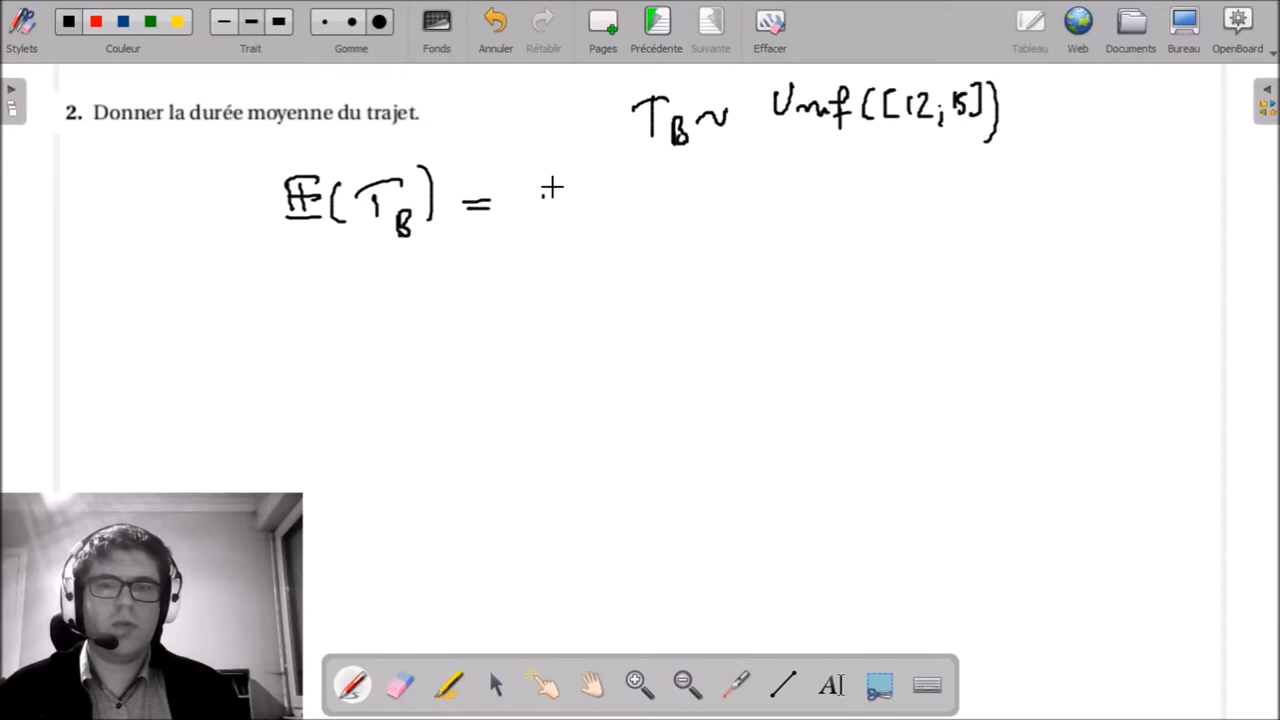 Stylets Couleur Trait Gomme Fonds Annuler Rétablir Pages Précédente Suivante Effacer Tableau Web Documents Bureau OpenBoard
2. Donner la durée moyenne du trajet.
T_B ~ Unif([12;15])
𝔼(T_B) =
AI